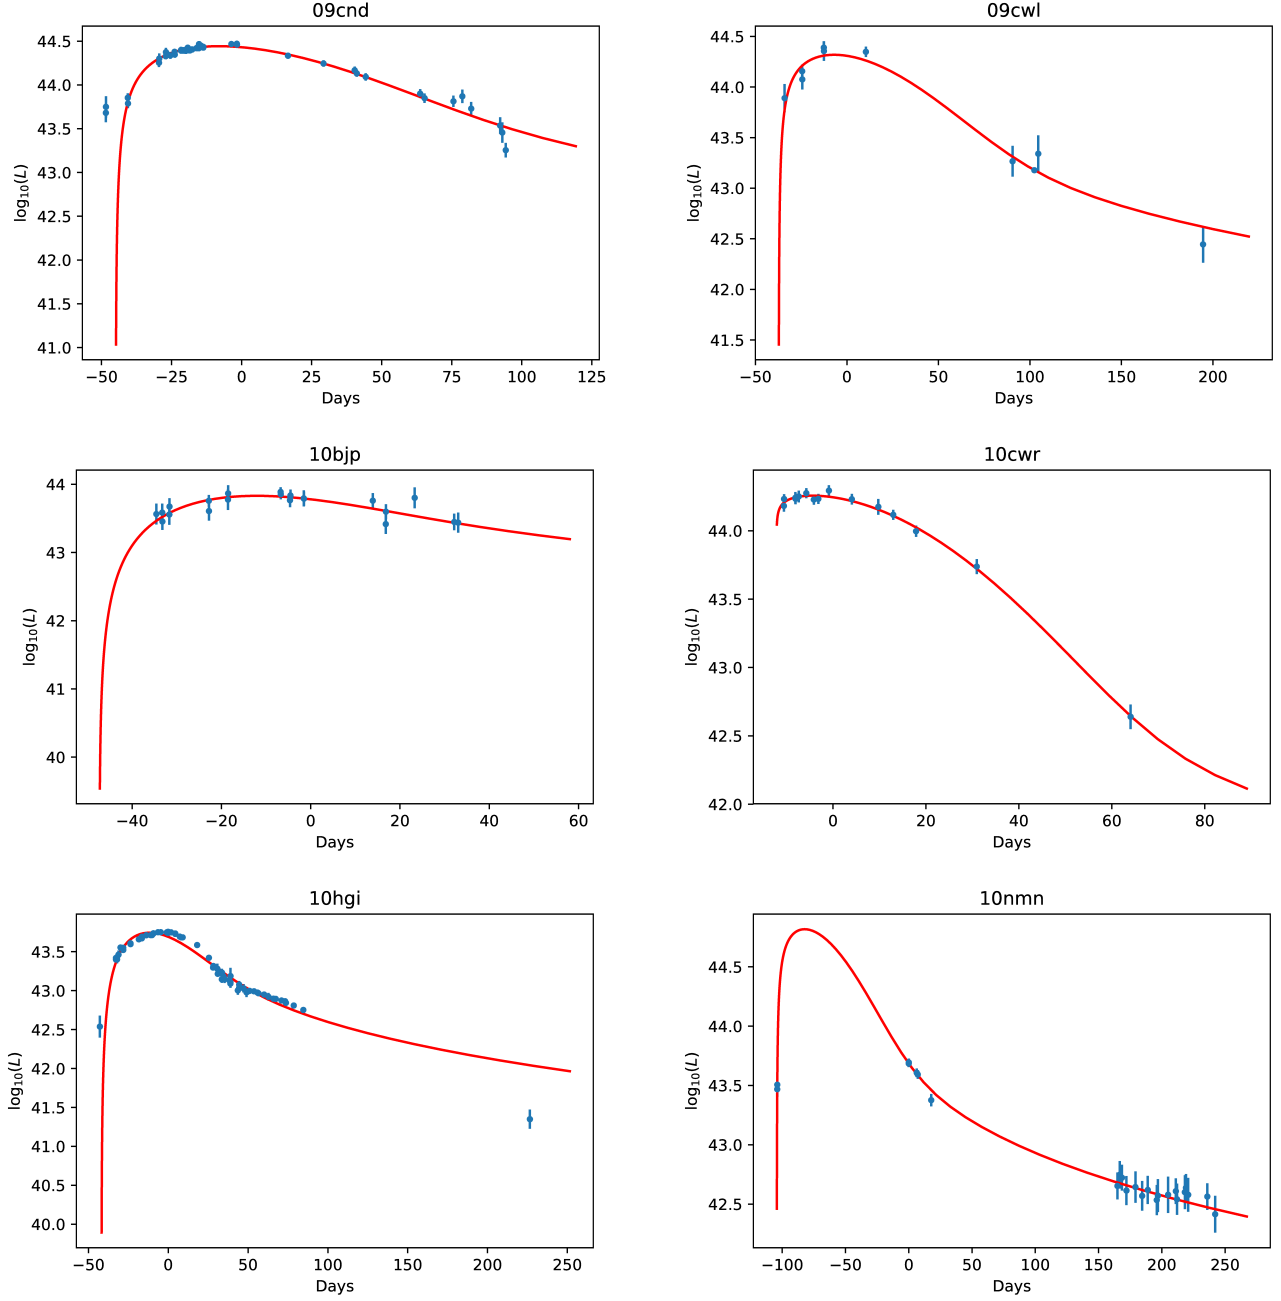 09cnd
44.5
44.0
43.5
43.0
42.5
42.0
41.5
41.0
log10(L)
−50 −25 0 25 50 75 100 125
Days
09cwl
44.5
44.0
43.5
43.0
42.5
42.0
41.5
log10(L)
−50 0 50 100 150 200
Days
10bjp
44
43
42
41
40
log10(L)
−40 −20 0 20 40 60
Days
10cwr
44.0
43.5
43.0
42.5
42.0
log10(L)
0 20 40 60 80
Days
10hgi
43.5
43.0
42.5
42.0
41.5
41.0
40.5
40.0
log10(L)
−50 0 50 100 150 200 250
Days
10nmn
44.5
44.0
43.5
43.0
42.5
log10(L)
−100 −50 0 50 100 150 200 250
Days